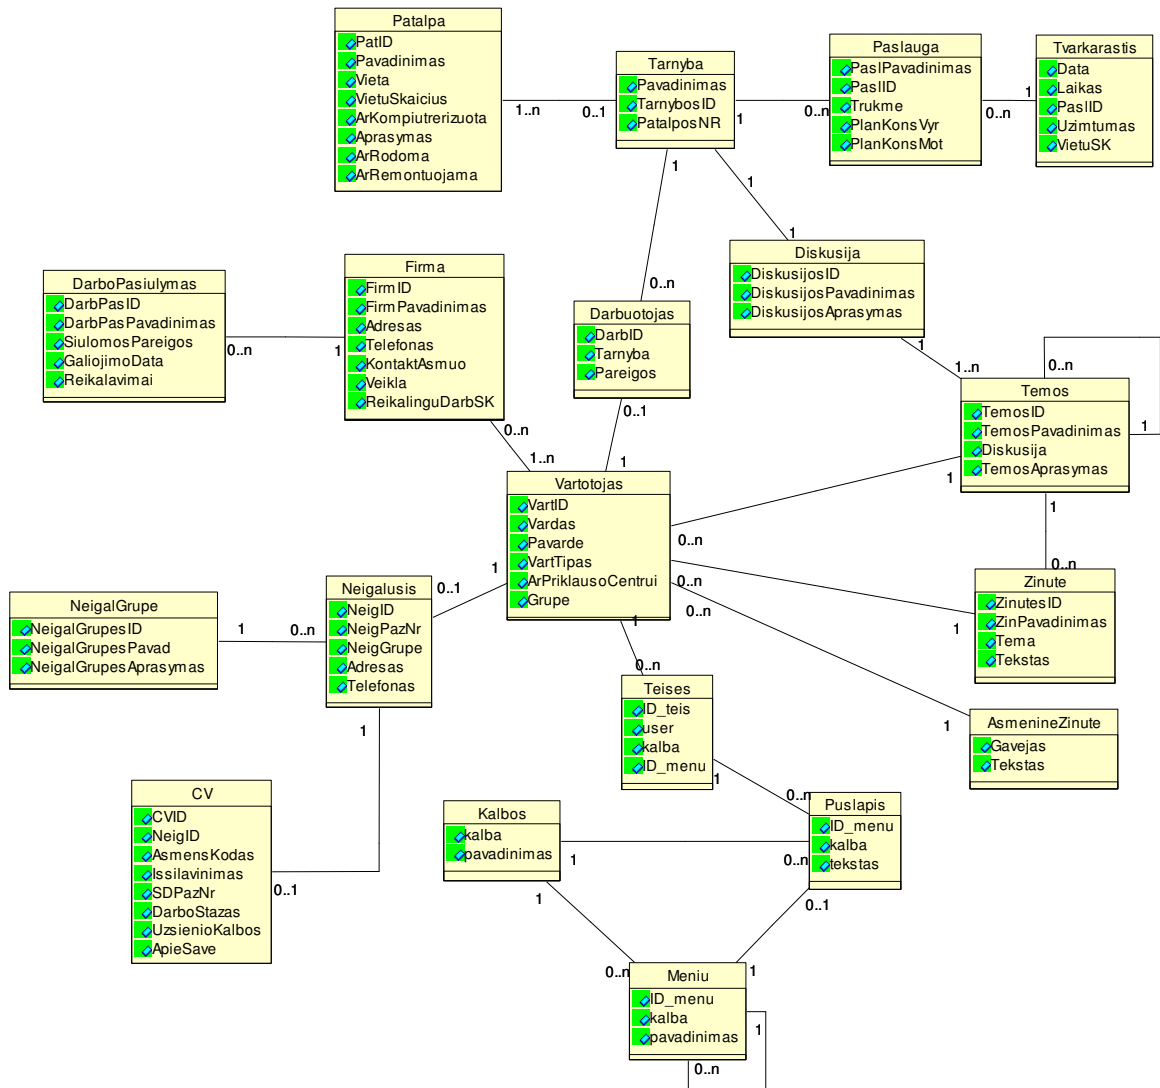 Patalpa
PatID
Pavadinimas
Vieta
VietuSkaicius
ArKompiutrerizuota
Aprasymas
ArRodoma
ArRemontuojama
1..n
0..1
Tarnyba
Pavadinimas
TarnybosID
PatalposNR
1
0..n
Paslauga
PaslPavadinimas
PaslID
Trukme
PlanKonsVyr
PlanKonsMot
0..n
1
Tvarkarastis
Data
Laikas
PaslID
Uzimtumas
VietuSK
1
0..n
1
1
DarboPasiulymas
DarbPasID
DarbPasPavadinimas
SiulomosPareigos
GaliojimoData
Reikalavimai
0..n
1
Firma
FirmID
FirmPavadinimas
Adresas
Telefonas
KontaktAsmuo
Veikla
ReikalinguDarbSK
0..n
1..n
Darbuotojas
DarbID
Tarnyba
Pareigos
0..1
1
Diskusija
DiskusijosID
DiskusijosPavadinimas
DiskusijosAprasymas
1
1..n
0..n
1
Temos
TemosID
TemosPavadinimas
Diskusija
TemosAprasymas
1
1
0..n
Vartotojas
VartID
Vardas
Pavarde
VartTipas
ArPriklausoCentrui
Grupe
0..n
0..n
0..n
1
1
0..1
1
0..n
NeigalGrupe
NeigalGrupesID
NeigalGrupesPavad
NeigalGrupesAprasymas
1
0..n
Neigalusis
NeigID
NeigPazNr
NeigGrupe
Adresas
Telefonas
1
0..1
Zinute
ZinutesID
ZinPavadinimas
Tema
Tekstas
1
AsmenineZinute
Gavejas
Tekstas
1
Teises
ID_teis
user
kalba
ID_menu
1
0..n
CV
CVID
NeigID
AsmensKodas
Issilavinimas
SDPazNr
DarboStazas
UzsienioKalbos
ApieSave
Kalbos
kalba
pavadinimas
1
0..n
1
0..n
Puslapis
ID_menu
kalba
tekstas
0..1
1
Meniu
ID_menu
kalba
pavadinimas
1
0..n